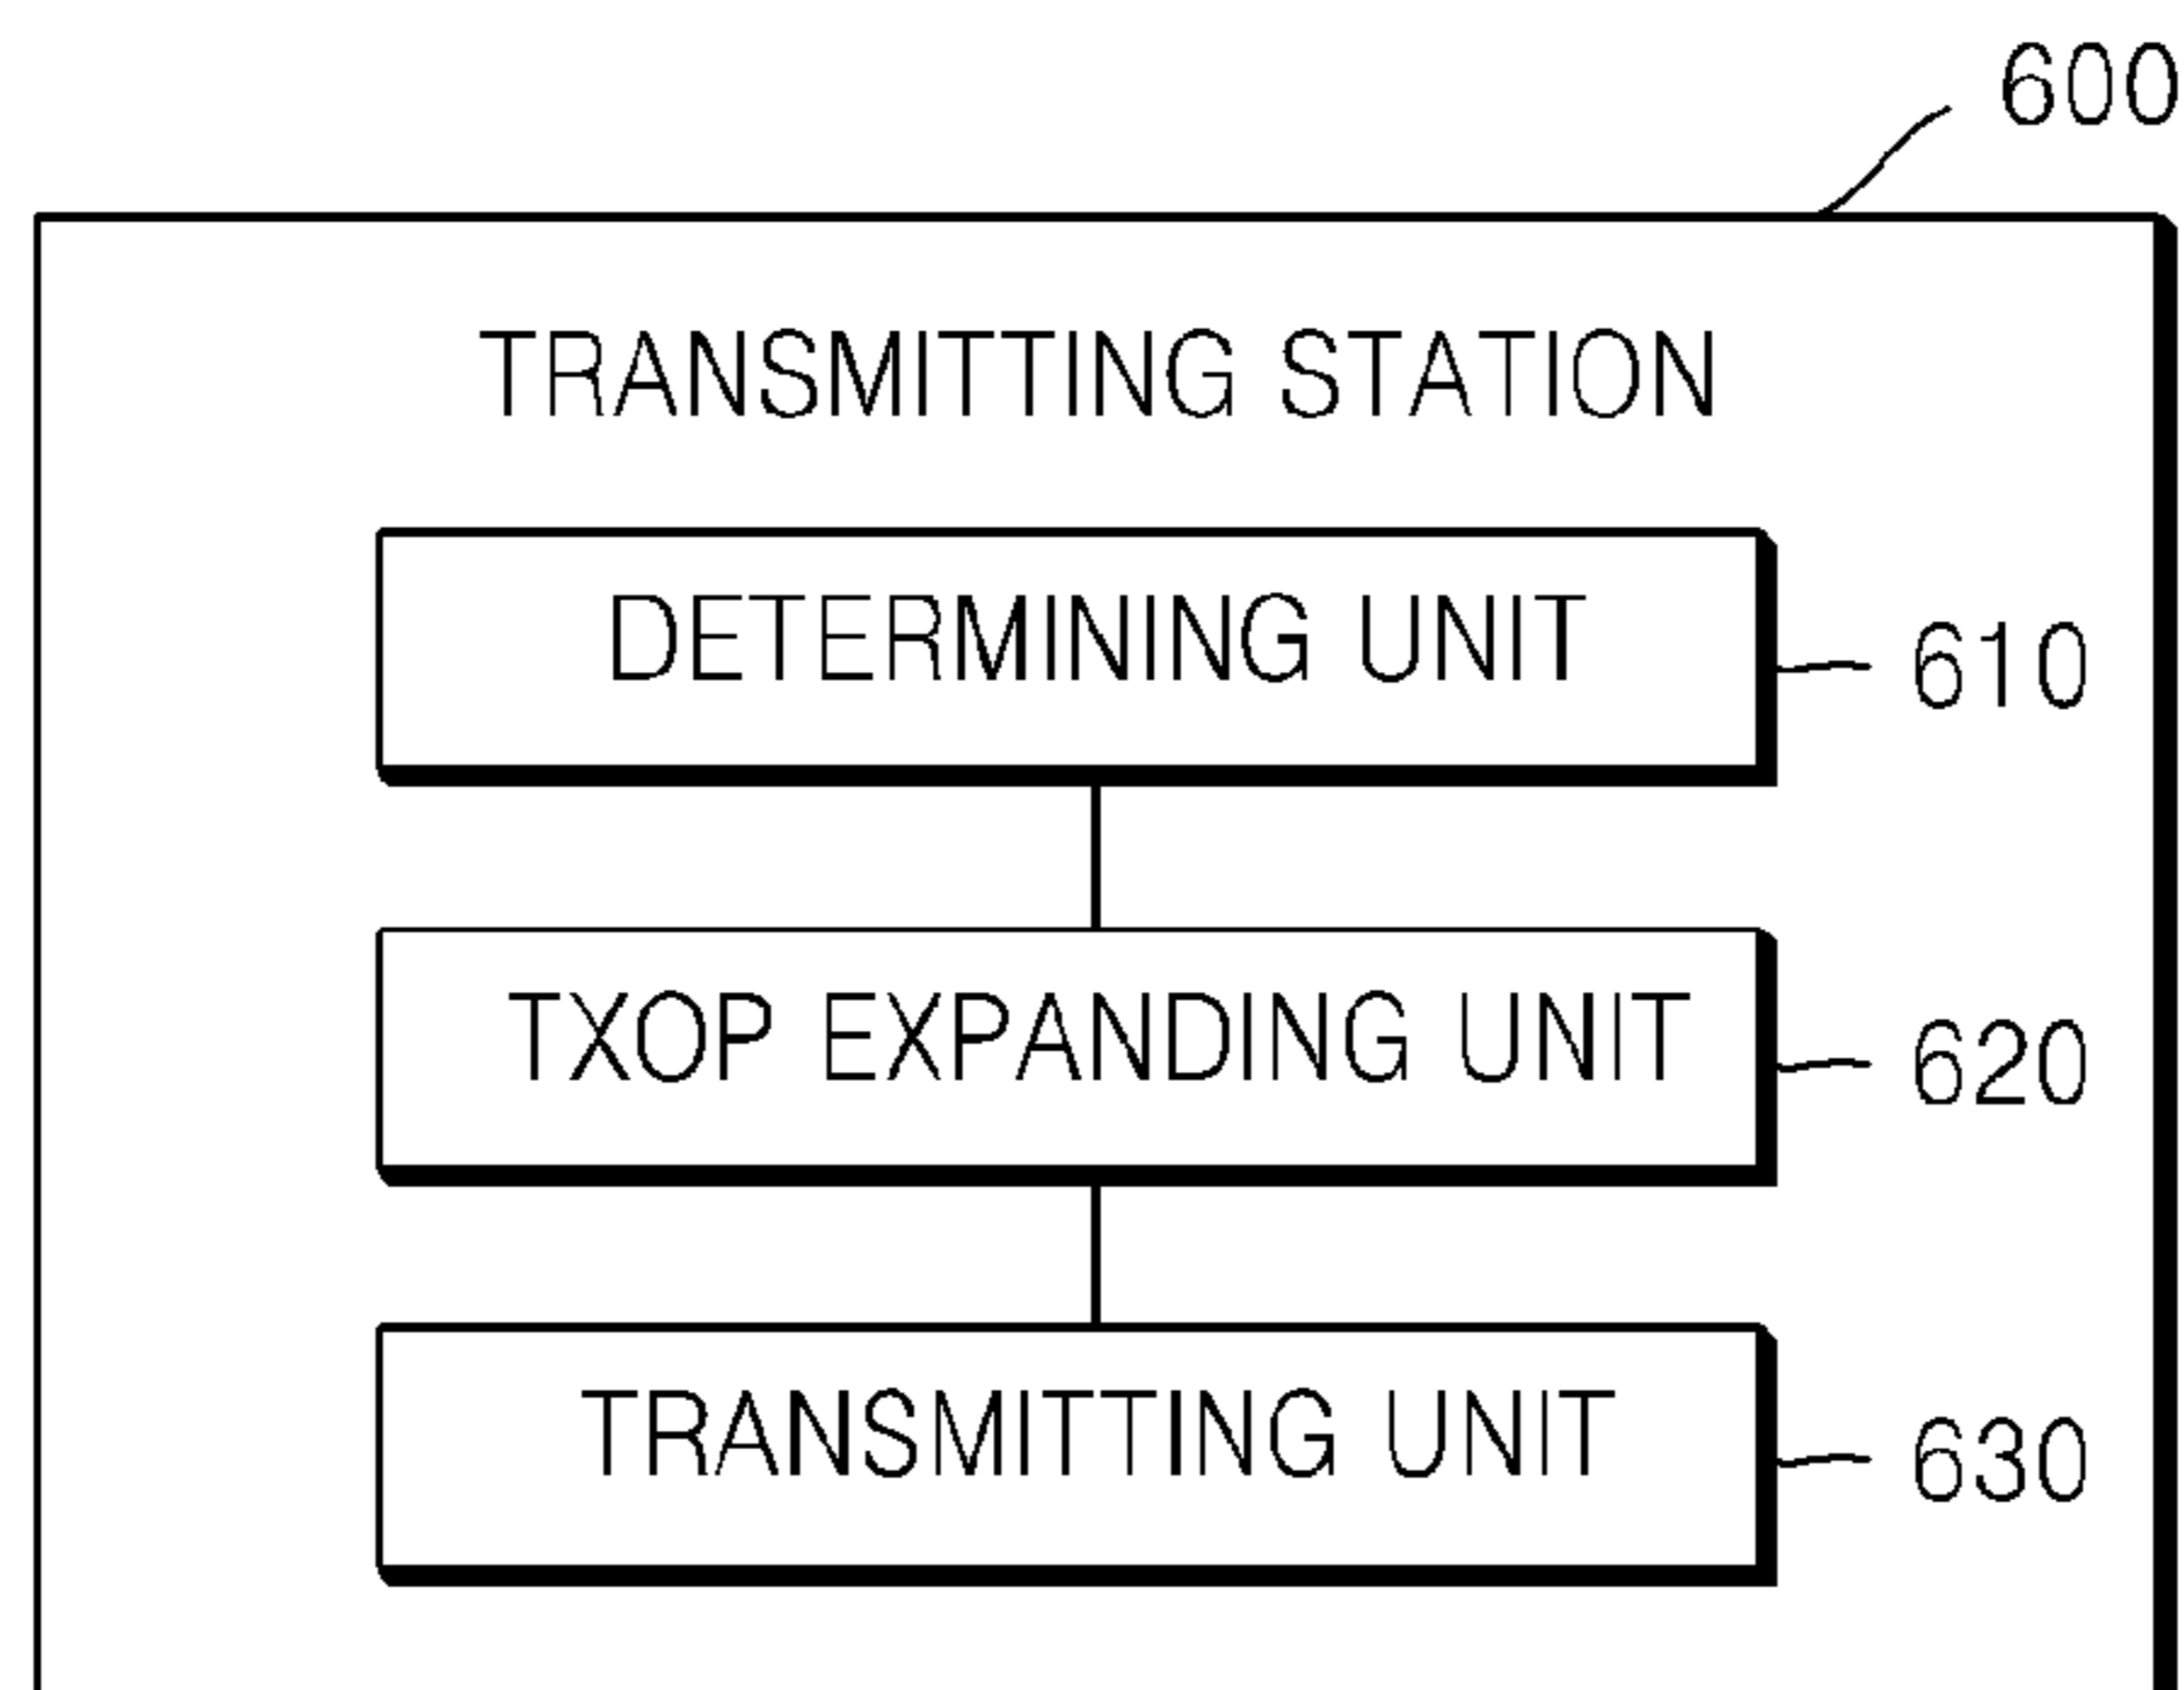 600
TRANSMITTING STATION
DETERMINING UNIT
610
TXOP EXPANDING UNIT
620
TRANSMITTING UNIT
630